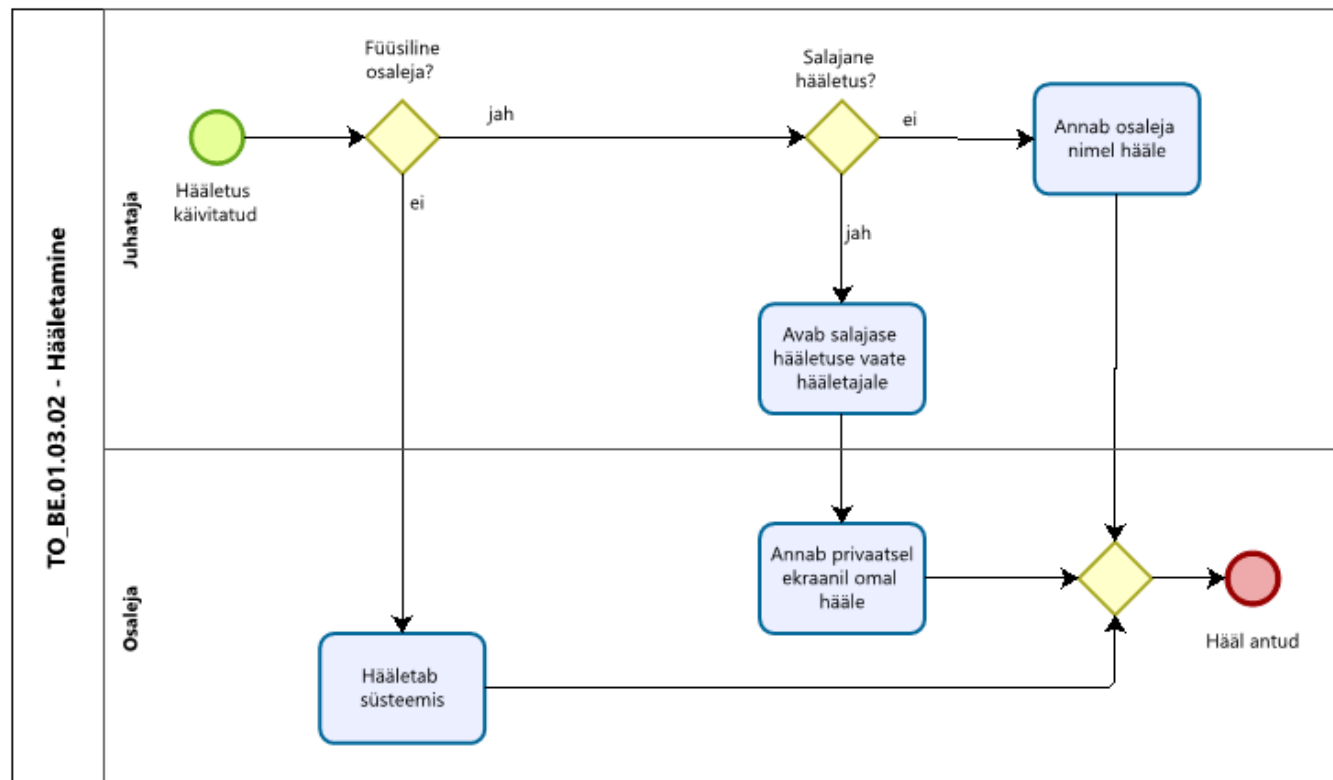 TO_BE.01.03.02 - Hääletamine
Juhataja
Hääletus
käivitatud
Füüsiline
osaleja?
jah
ei
Salajane
hääletus?
ei
jah
Annab osaleja
nimel hääle
Avab salajase
hääletuse vaate
hääletajale
Osaleja
Hääletab
süsteemis
Annab privaatsel
ekraanil omal
hääle
Hääl antud